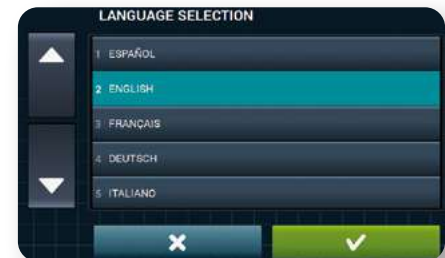 LANGUAGE SELECTION
1 ESPAÑOL
2 ENGLISH
3 FRANÇAIS
4 DEUTSCH
5 ITALIANO